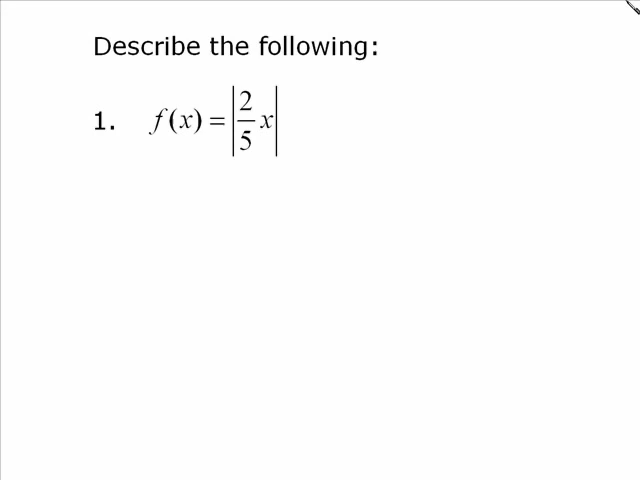 Describe the following:
1. f(x) = |2/5 x|